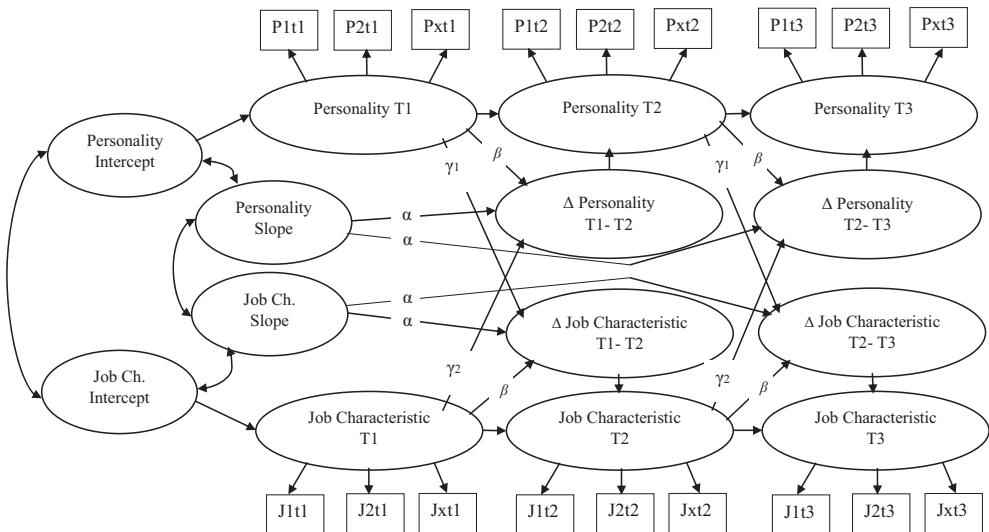 P1t1 P2t1 Pxt1 P1t2 P2t2 Pxt2 P1t3 P2t3 Pxt3
Personality T1 Personality T2 Personality T3
Personality
Intercept
γ1 β γ1 β
Personality
Slope
α
α
Δ Personality
T1- T2
Δ Personality
T2- T3
Job Ch.
Slope
α
α
Δ Job Characteristic
T1- T2
Δ Job Characteristic
T2- T3
Job Ch.
Intercept
γ2 β γ2 β
Job Characteristic
T1
Job Characteristic
T2
Job Characteristic
T3
J1t1 J2t1 Jxt1 J1t2 J2t2 Jxt2 J1t3 J2t3 Jxt3